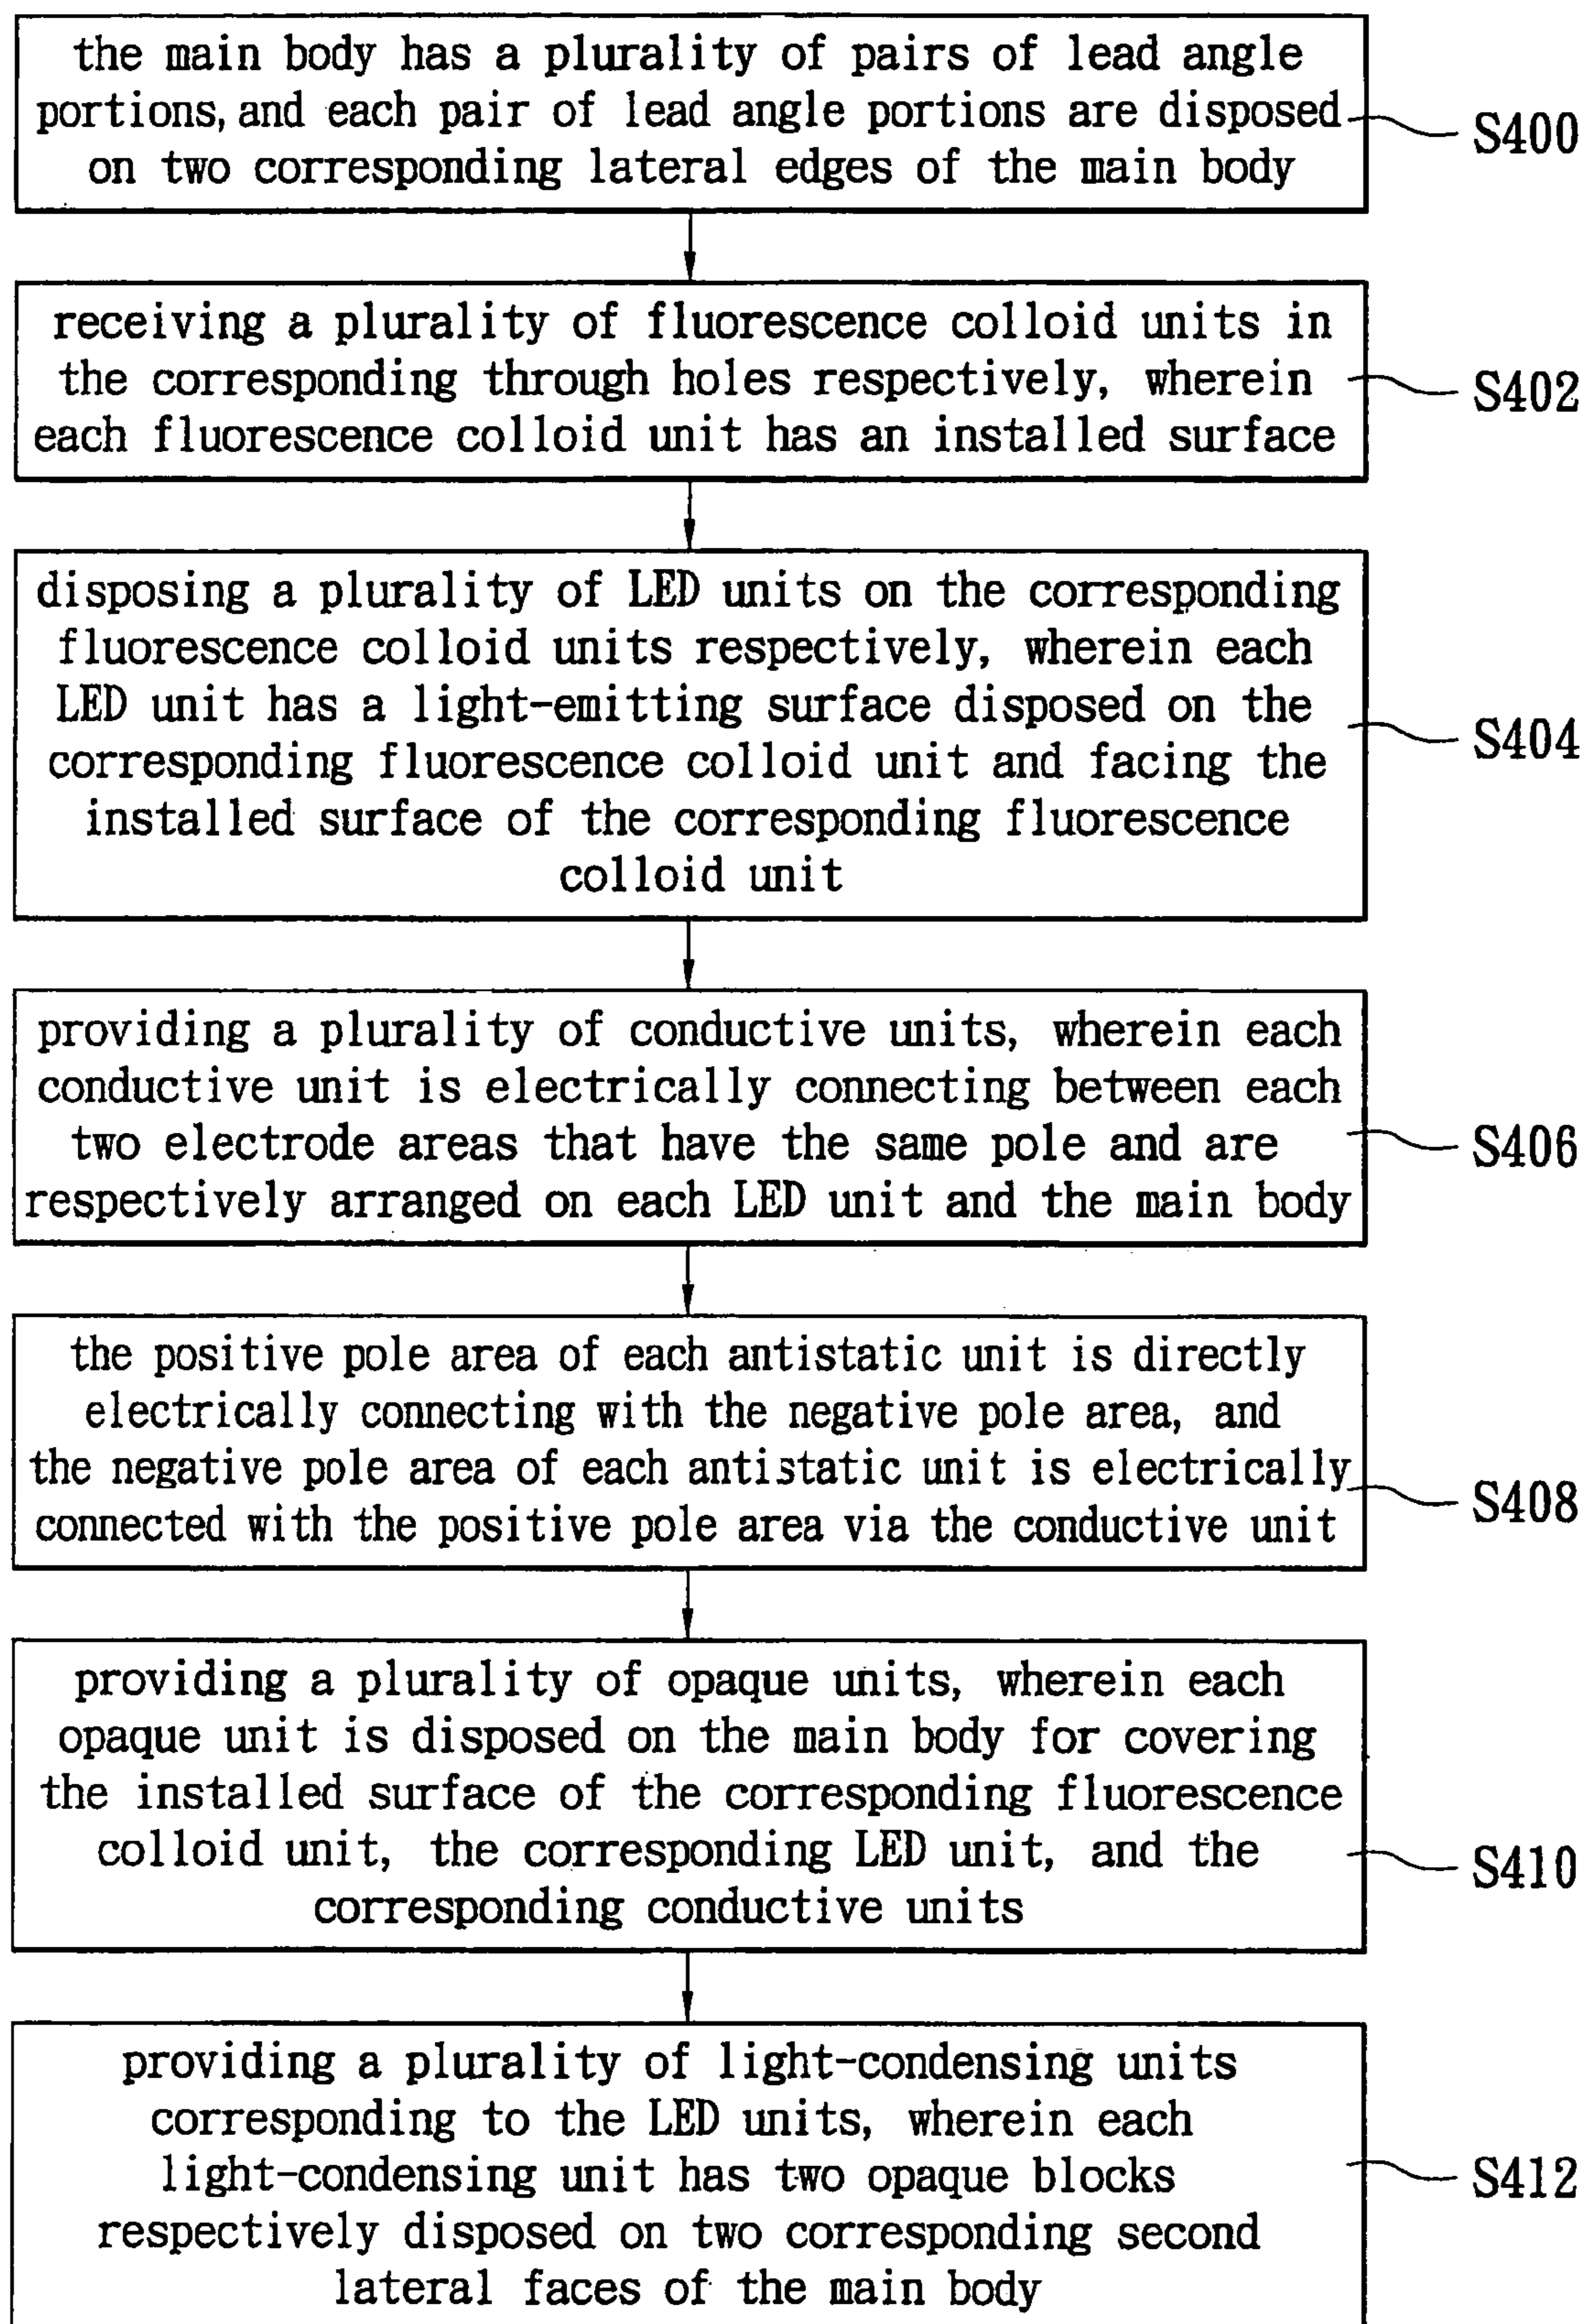 the main body has a plurality of pairs of lead angle
portions, and each pair of lead angle portions are disposed
on two corresponding lateral edges of the main body
S400
receiving a plurality of fluorescence colloid units in
the corresponding through holes respectively, wherein
each fluorescence colloid unit has an installed surface
S402
disposing a plurality of LED units on the corresponding
fluorescence colloid units respectively, wherein each
LED unit has a light-emitting surface disposed on the
corresponding fluorescence colloid unit and facing the
installed surface of the corresponding fluorescence
colloid unit
S404
providing a plurality of conductive units, wherein each
conductive unit is electrically connecting between each
two electrode areas that have the same pole and are
respectively arranged on each LED unit and the main body
S406
the positive pole area of each antistatic unit is directly
electrically connecting with the negative pole area, and
the negative pole area of each antistatic unit is electrically
connected with the positive pole area via the conductive unit
S408
providing a plurality of opaque units, wherein each
opaque unit is disposed on the main body for covering
the installed surface of the corresponding fluorescence
colloid unit, the corresponding LED unit, and the
corresponding conductive units
S410
providing a plurality of light-condensing units
corresponding to the LED units, wherein each
light-condensing unit has two opaque blocks
respectively disposed on two corresponding second
lateral faces of the main body
S412